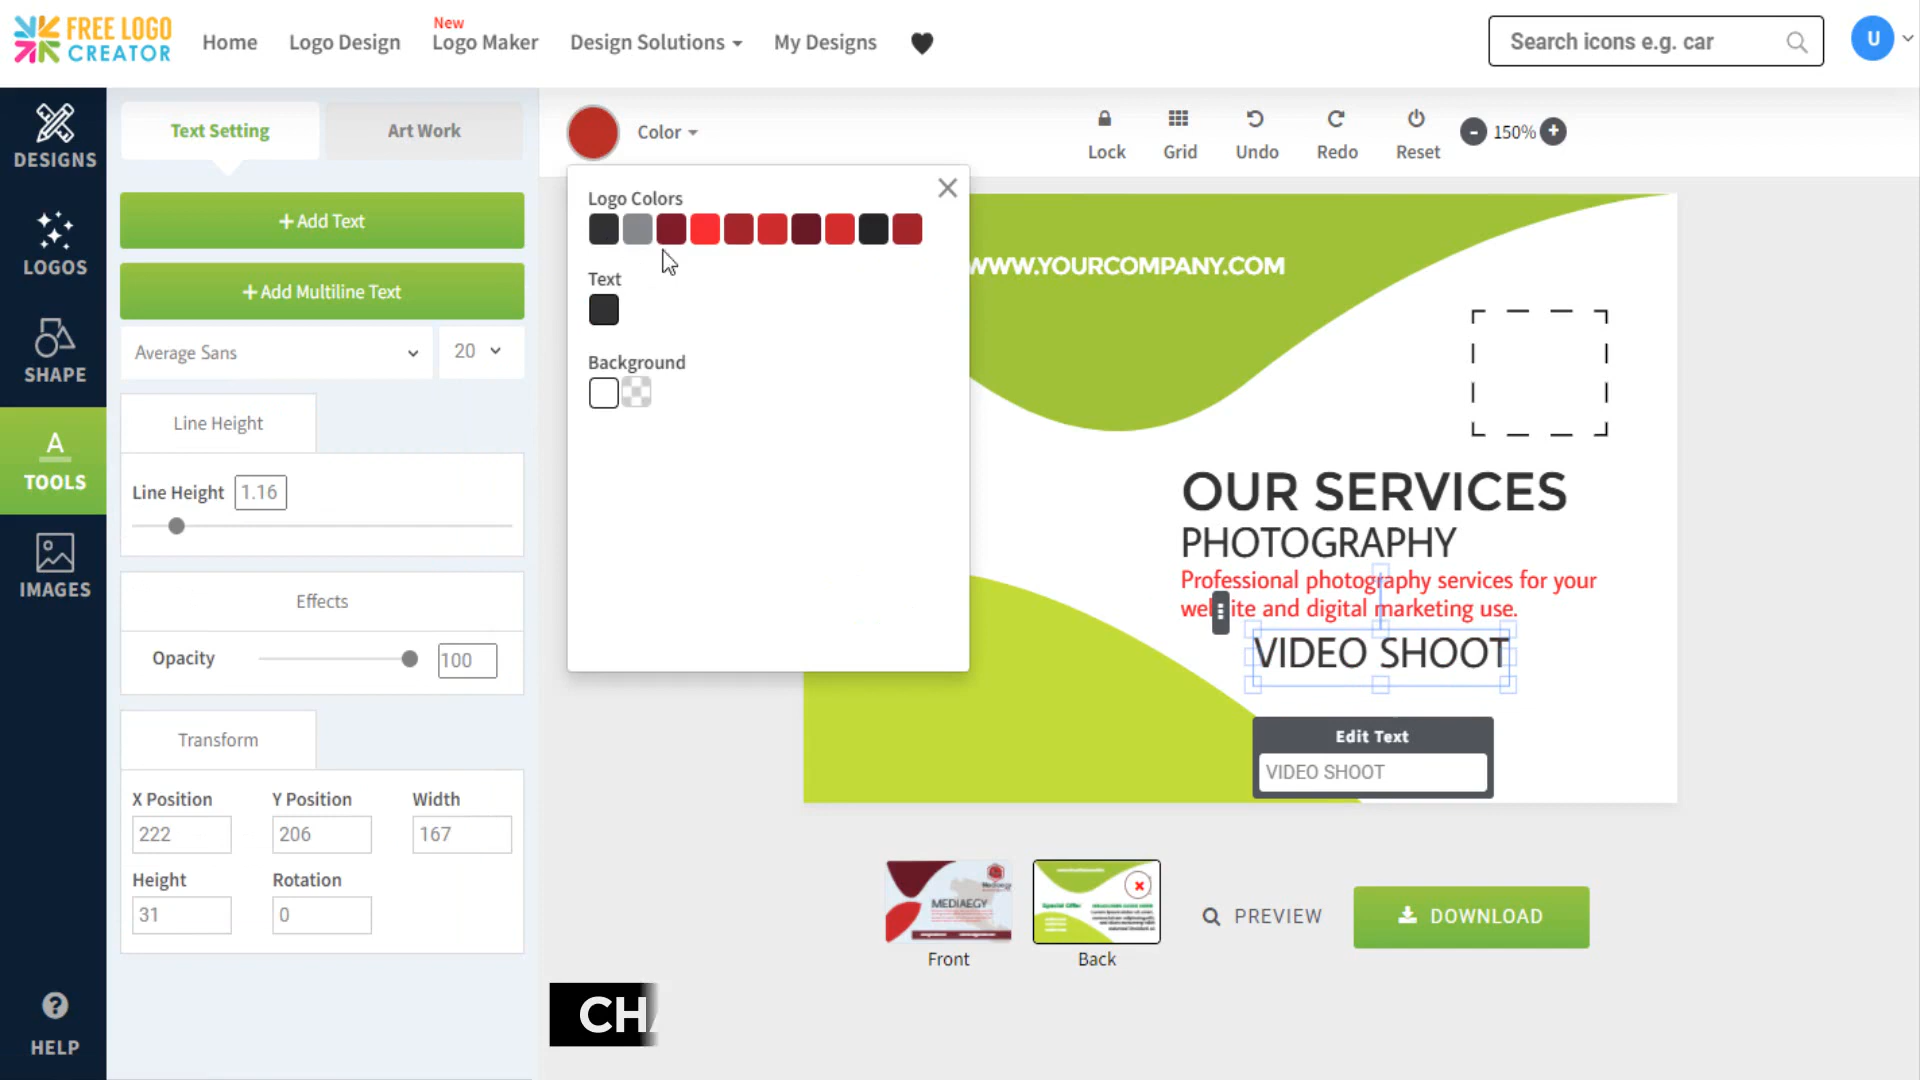 FREE LOGO
CREATOR
Home
Logo Design
New
Logo Maker
Design Solutions
My Designs
Search icons e.g. car
U
DESIGNS
LOGOS
SHAPE
A
TOOLS
IMAGES
HELP
Text Setting
Art Work
+ Add Text
+ Add Multiline Text
Average Sans
20
Line Height
Line Height 1.16
Effects
Opacity 100
Transform
X Position
Y Position
Width
222
206
167
Height
Rotation
31
0
Color
Lock
Grid
Undo
Redo
Reset
- 150% +
Logo Colors
Text
Background
WWW.YOURCOMPANY.COM
OUR SERVICES
PHOTOGRAPHY
Professional photography services for your
website and digital marketing use.
VIDEO SHOOT
Edit Text
VIDEO SHOOT
MEDIAEGY
Special Offer
Front
Back
PREVIEW
DOWNLOAD
CHA